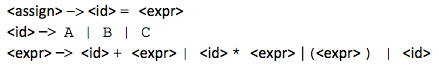 <assign> —> <id> = <expr>
<id> —> A | B | C
<expr> —> <id> + <expr> | <id> * <expr> | (<expr>) | <id>